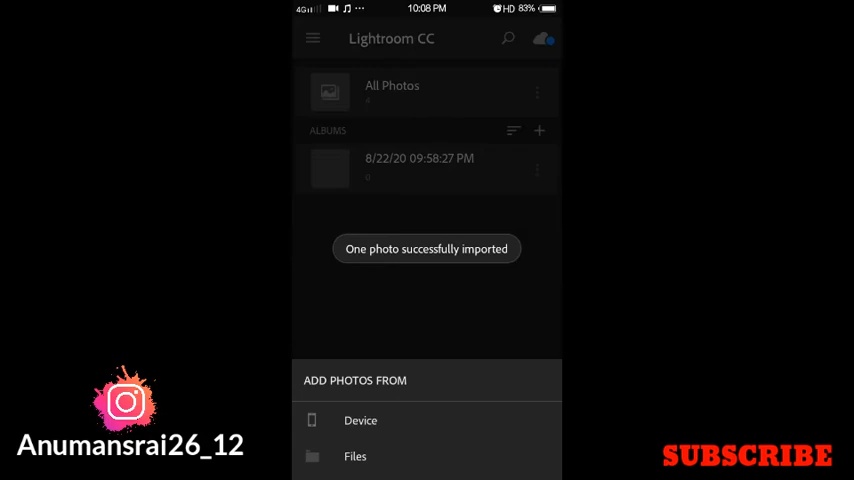 4G 10:08 PM HD 83%
Lightroom CC
All Photos
4
ALBUMS
8/22/20 09:58:27 PM
0
One photo successfully imported
ADD PHOTOS FROM
Device
Files
Anumansrai26_12
SUBSCRIBE